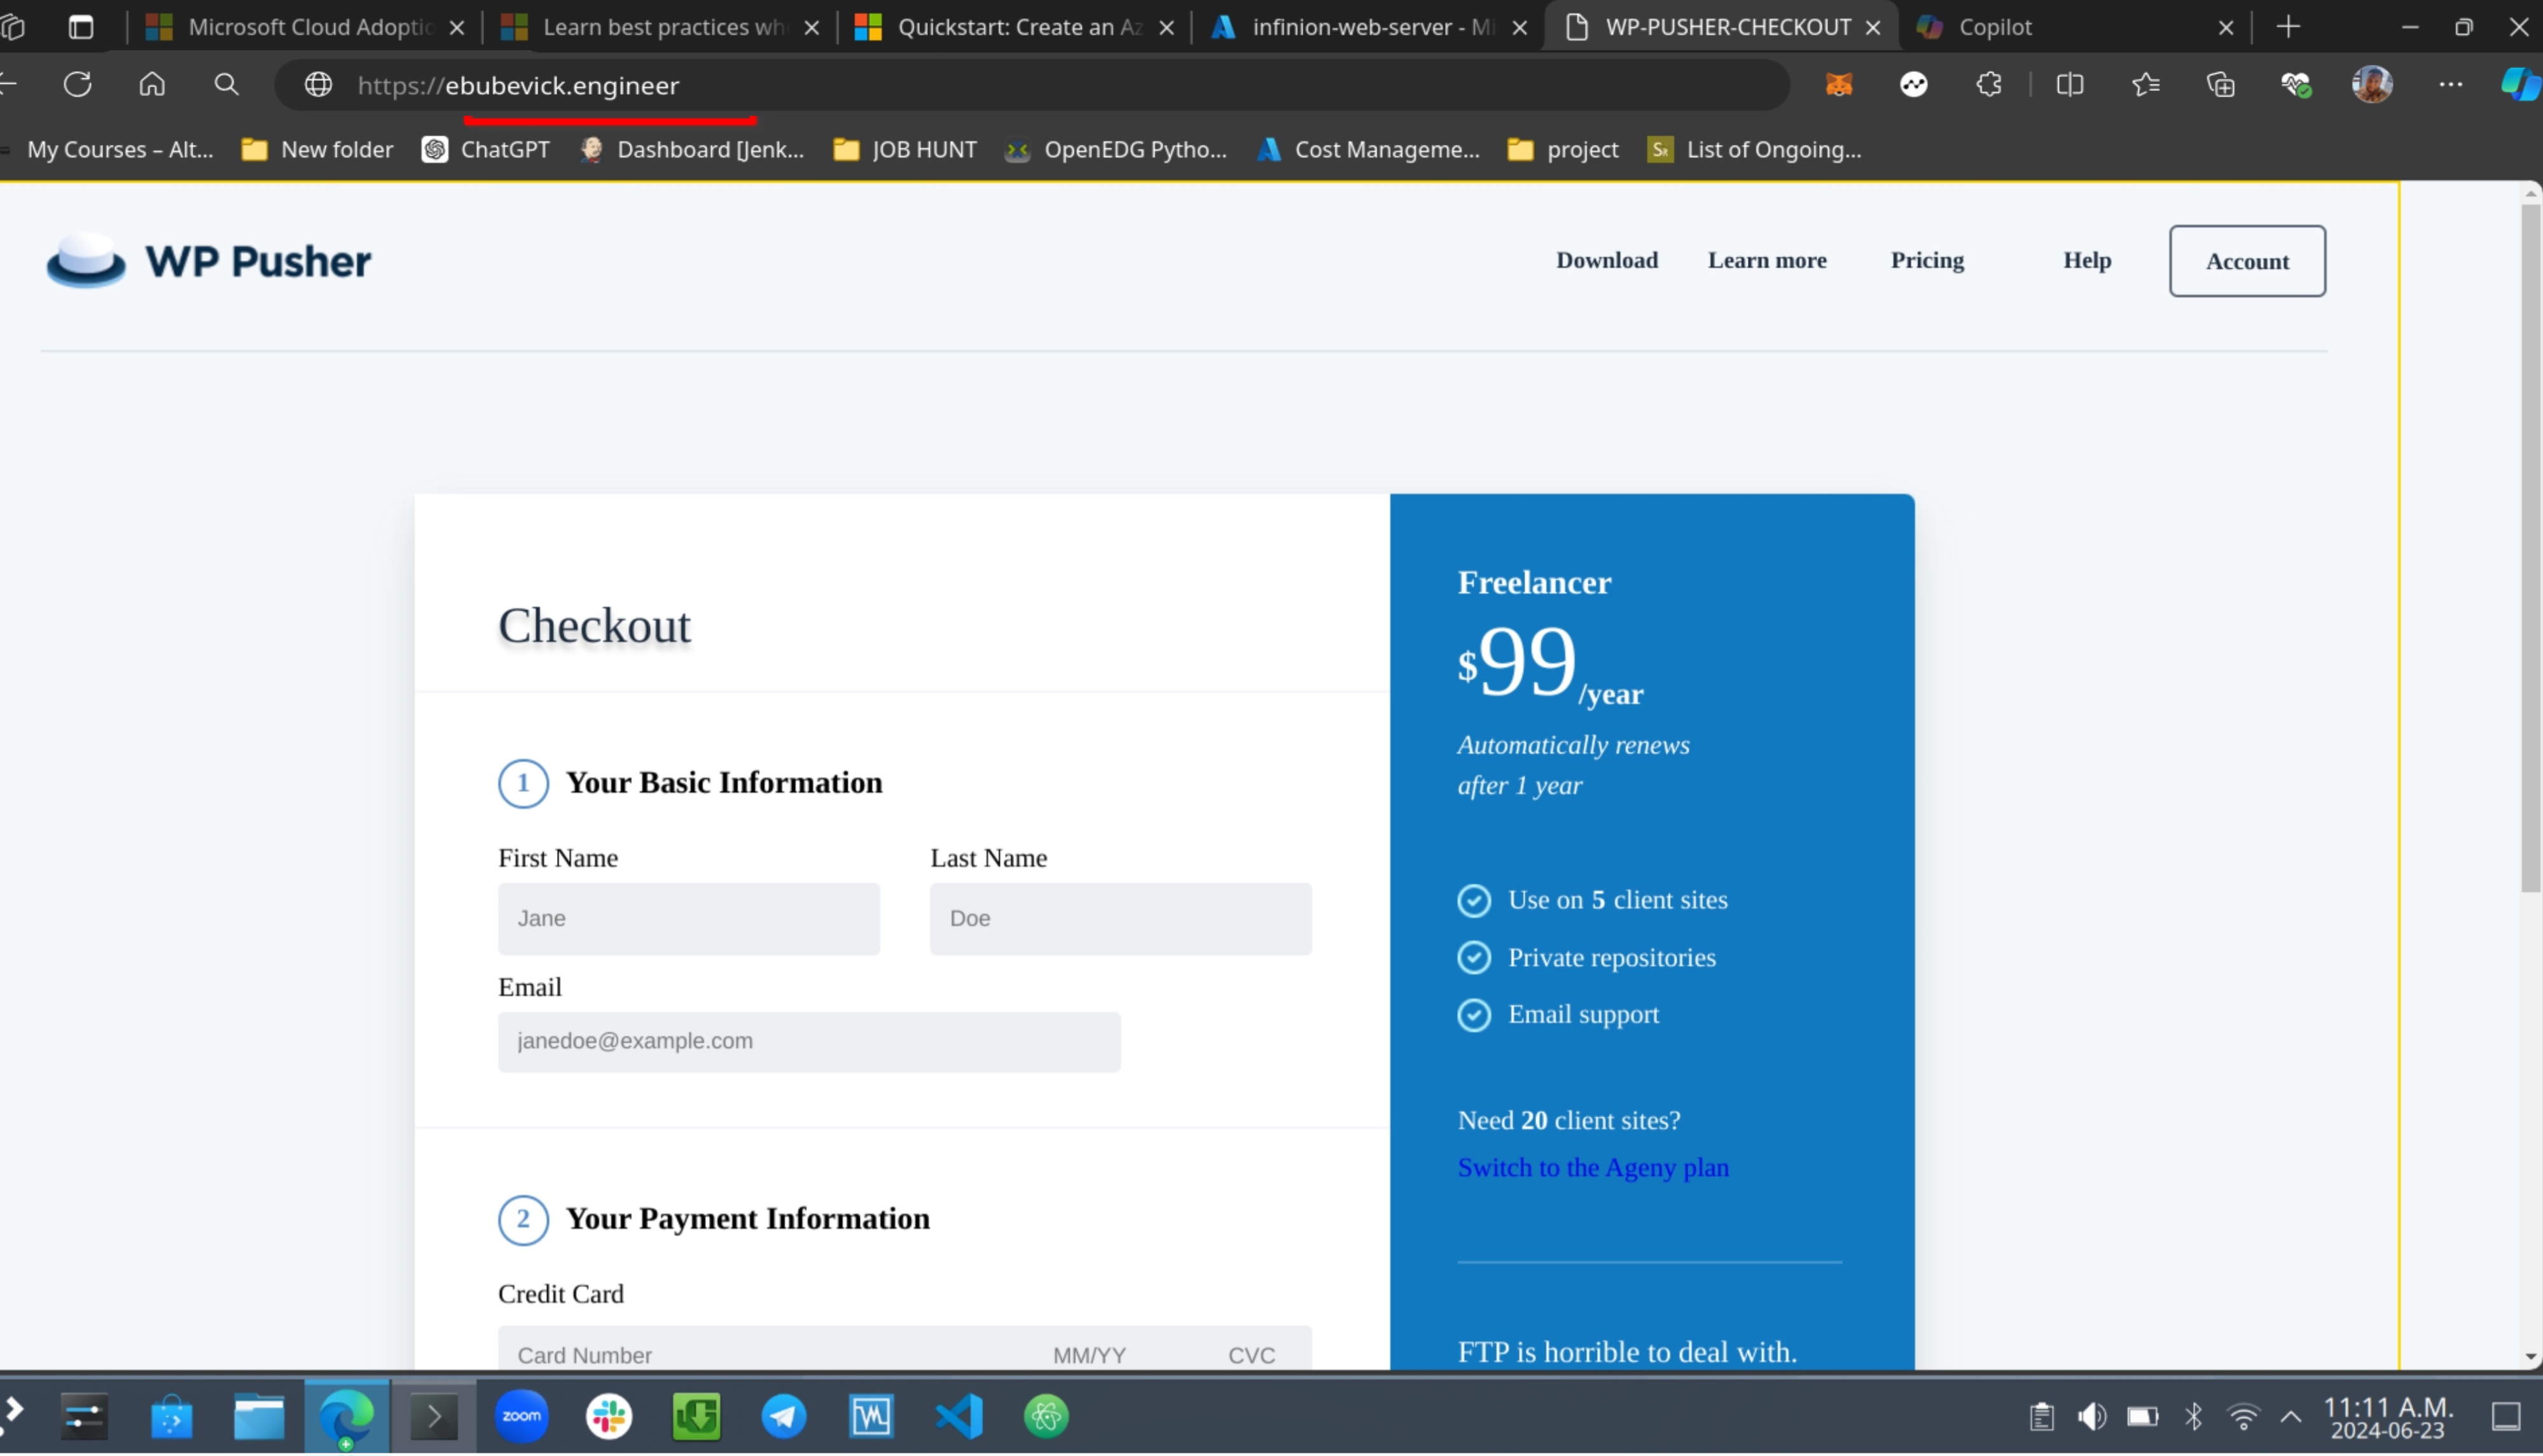 Microsoft Cloud Adoptio
Learn best practices wh
Quickstart: Create an Az
infinion-web-server - Mi
WP-PUSHER-CHECKOUT
Copilot
https://ebubevick.engineer
My Courses – Alt...
New folder
ChatGPT
Dashboard [Jenk...
JOB HUNT
OpenEDG Pytho...
Cost Manageme...
project
SR
List of Ongoing...
WP Pusher
Download
Learn more
Pricing
Help
Account
Checkout
1
Your Basic Information
First Name
Last Name
Jane
Doe
Email
janedoe@example.com
2
Your Payment Information
Credit Card
Card Number
MM/YY
CVC
Freelancer
$99/year
Automatically renews
after 1 year
Use on 5 client sites
Private repositories
Email support
Need 20 client sites?
Switch to the Ageny plan
FTP is horrible to deal with.
zoom
11:11 A.M.
2024-06-23